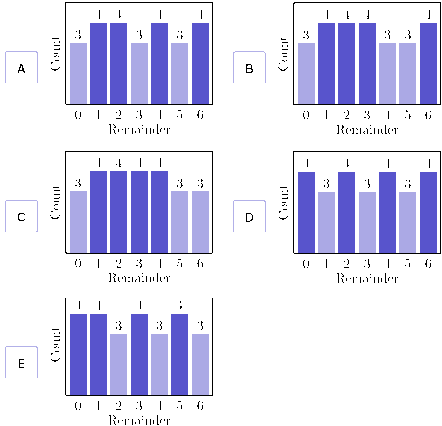 A
Count
3 4 4 3 4 3 4
0 1 2 3 4 5 6
Remainder
B
Count
3 4 4 4 3 3 4
0 1 2 3 4 5 6
Remainder
C
Count
3 4 4 4 4 3 3
0 1 2 3 4 5 6
Remainder
D
Count
4 3 4 3 4 3 4
0 1 2 3 4 5 6
Remainder
E
Count
4 4 3 4 3 4 3
0 1 2 3 4 5 6
Remainder